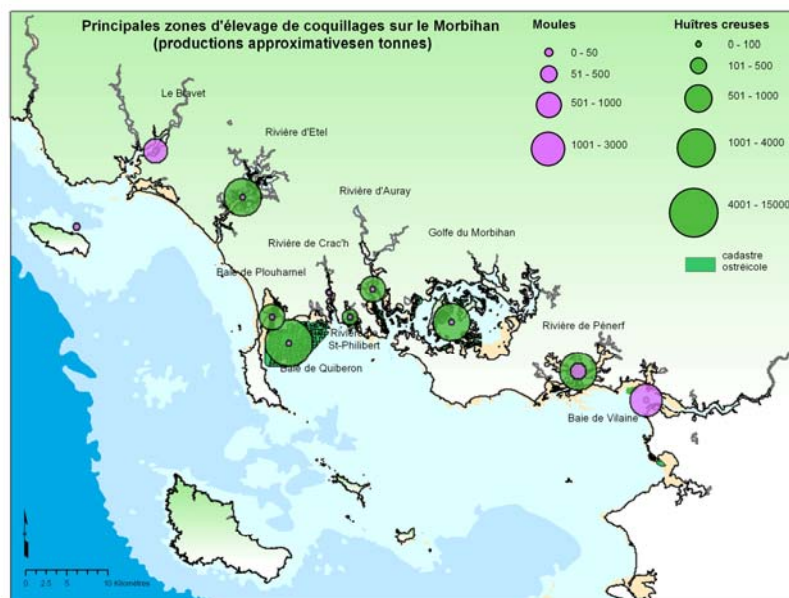 Principales zones d'élevage de coquillages sur le Morbihan
(productions approximativesen tonnes)
Moules
0 - 50
51 - 500
501 - 1000
1001 - 3000
Huîtres creuses
0 - 100
101 - 500
501 - 1000
1001 - 4000
4001 - 15000
cadastre
ostréicole
Le Blavet
Rivière d'Etel
Rivière d'Auray
Rivière de Crac'h
Golfe du Morbihan
Baie de Plouharnel
Rivière
St-Philibert
Baie de Quiberon
Rivière de Pénerf
Baie de Vilaine
0 2.5 5 10 Kilomètres